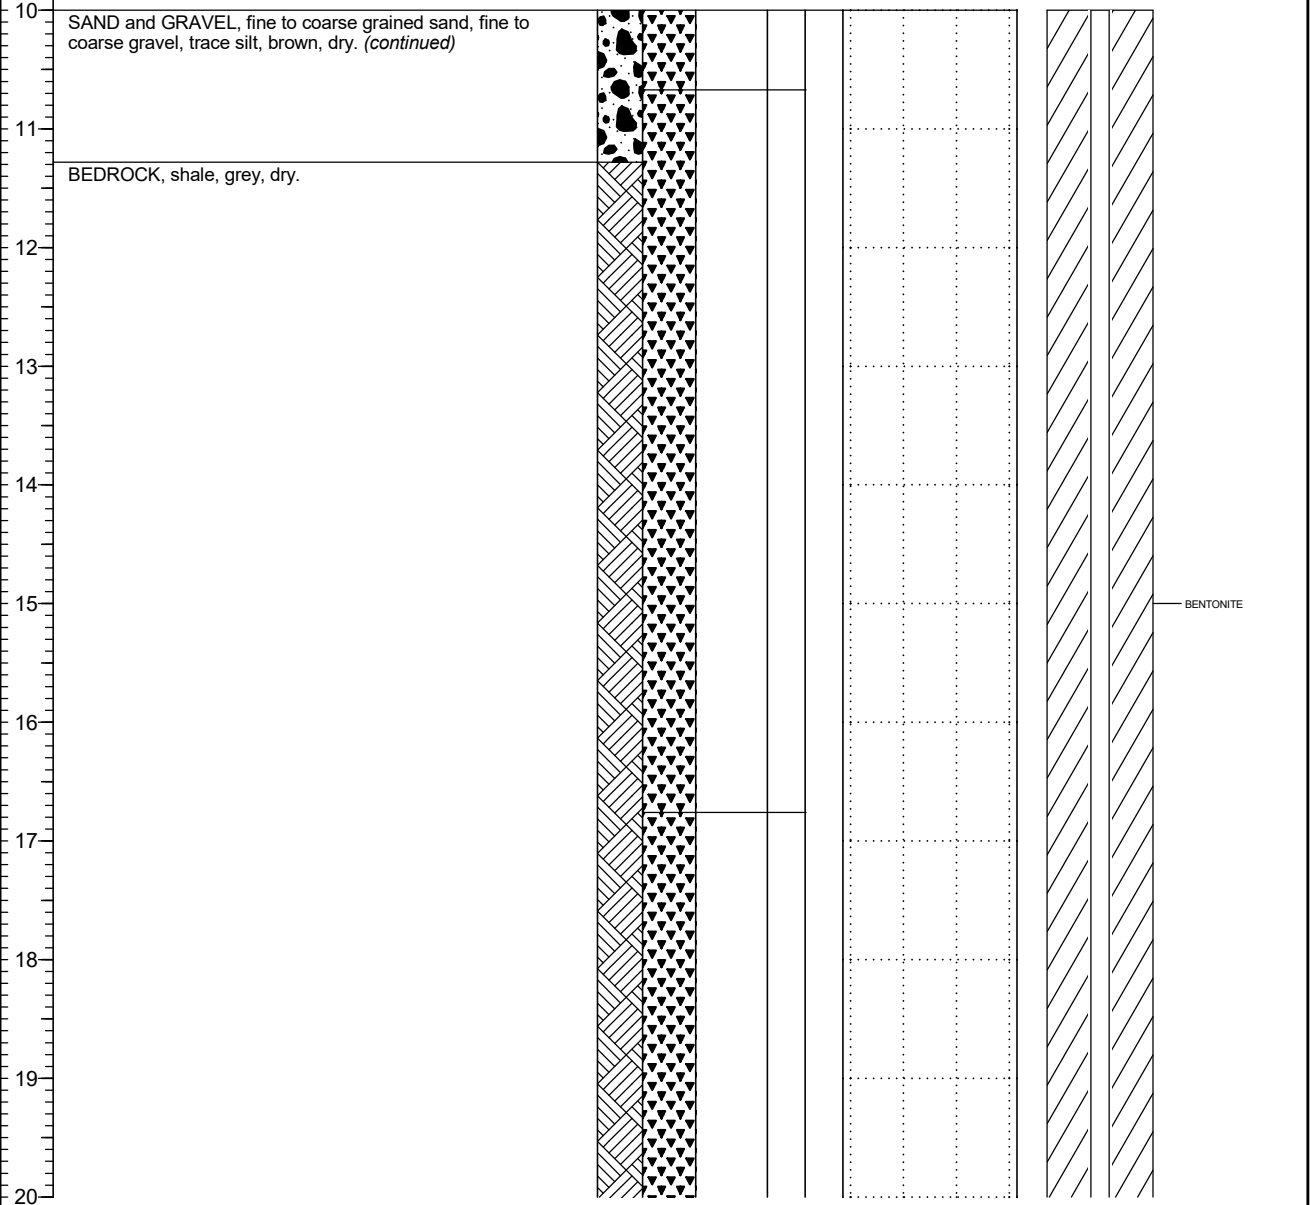 10
SAND and GRAVEL, fine to coarse grained sand, fine to
coarse gravel, trace silt, brown, dry. (continued)
11
BEDROCK, shale, grey, dry.
12
13
14
15
BENTONITE
16
17
18
19
20